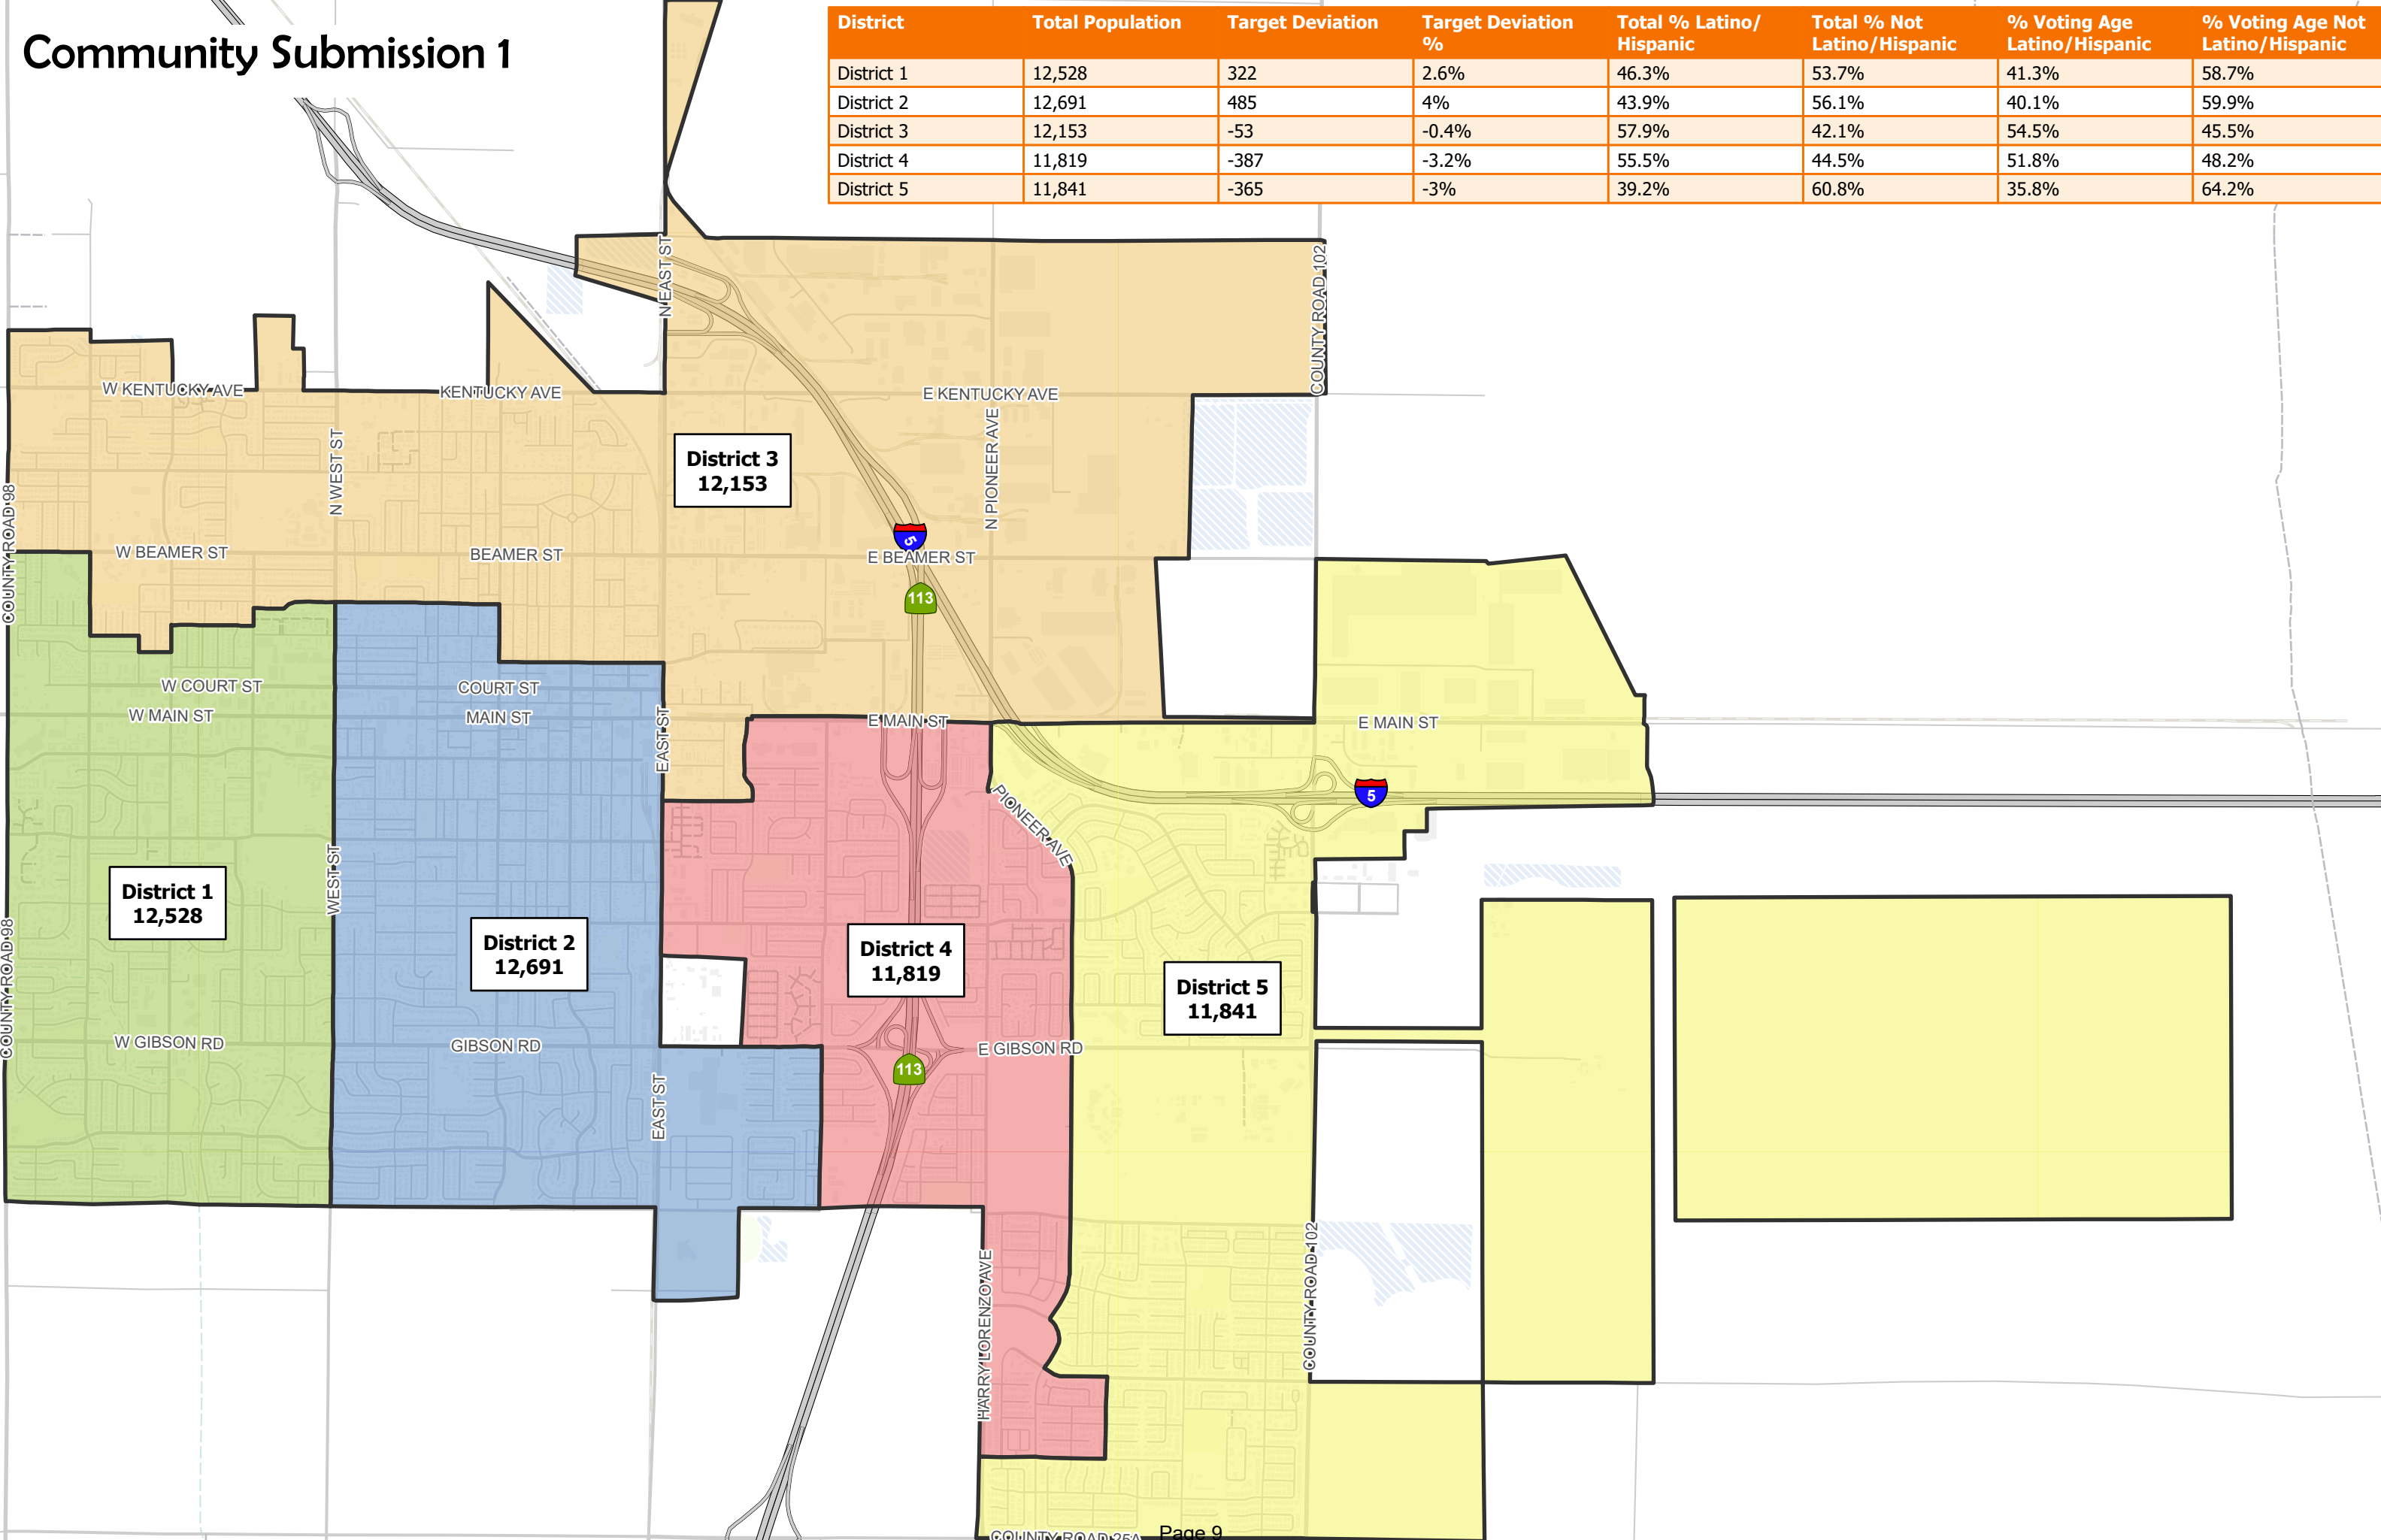 Community Submission 1
District Total Population Target Deviation Target Deviation % Total % Latino/ Hispanic Total % Not Latino/Hispanic % Voting Age Latino/Hispanic % Voting Age Not Latino/Hispanic
District 1 12,528 322 2.6% 46.3% 53.7% 41.3% 58.7%
District 2 12,691 485 4% 43.9% 56.1% 40.1% 59.9%
District 3 12,153 -53 -0.4% 57.9% 42.1% 54.5% 45.5%
District 4 11,819 -387 -3.2% 55.5% 44.5% 51.8% 48.2%
District 5 11,841 -365 -3% 39.2% 60.8% 35.8% 64.2%
N EAST ST
COUNTY ROAD 102
W KENTUCKY AVE
KENTUCKY AVE
E KENTUCKY AVE
N WEST ST
N PIONEER AVE
District 3
12,153
COUNTY ROAD 98
5
W BEAMER ST
BEAMER ST
E BEAMER ST
113
W COURT ST
COURT ST
W MAIN ST
MAIN ST
E MAIN ST
E MAIN ST
EAST ST
5
PIONEER AVE
WEST ST
District 1
12,528
District 2
12,691
District 4
11,819
District 5
11,841
COUNTY ROAD 98
W GIBSON RD
GIBSON RD
E GIBSON RD
113
EAST ST
HARRY LORENZO AVE
COUNTY ROAD 102
COUNTY ROAD 25A
Page 9